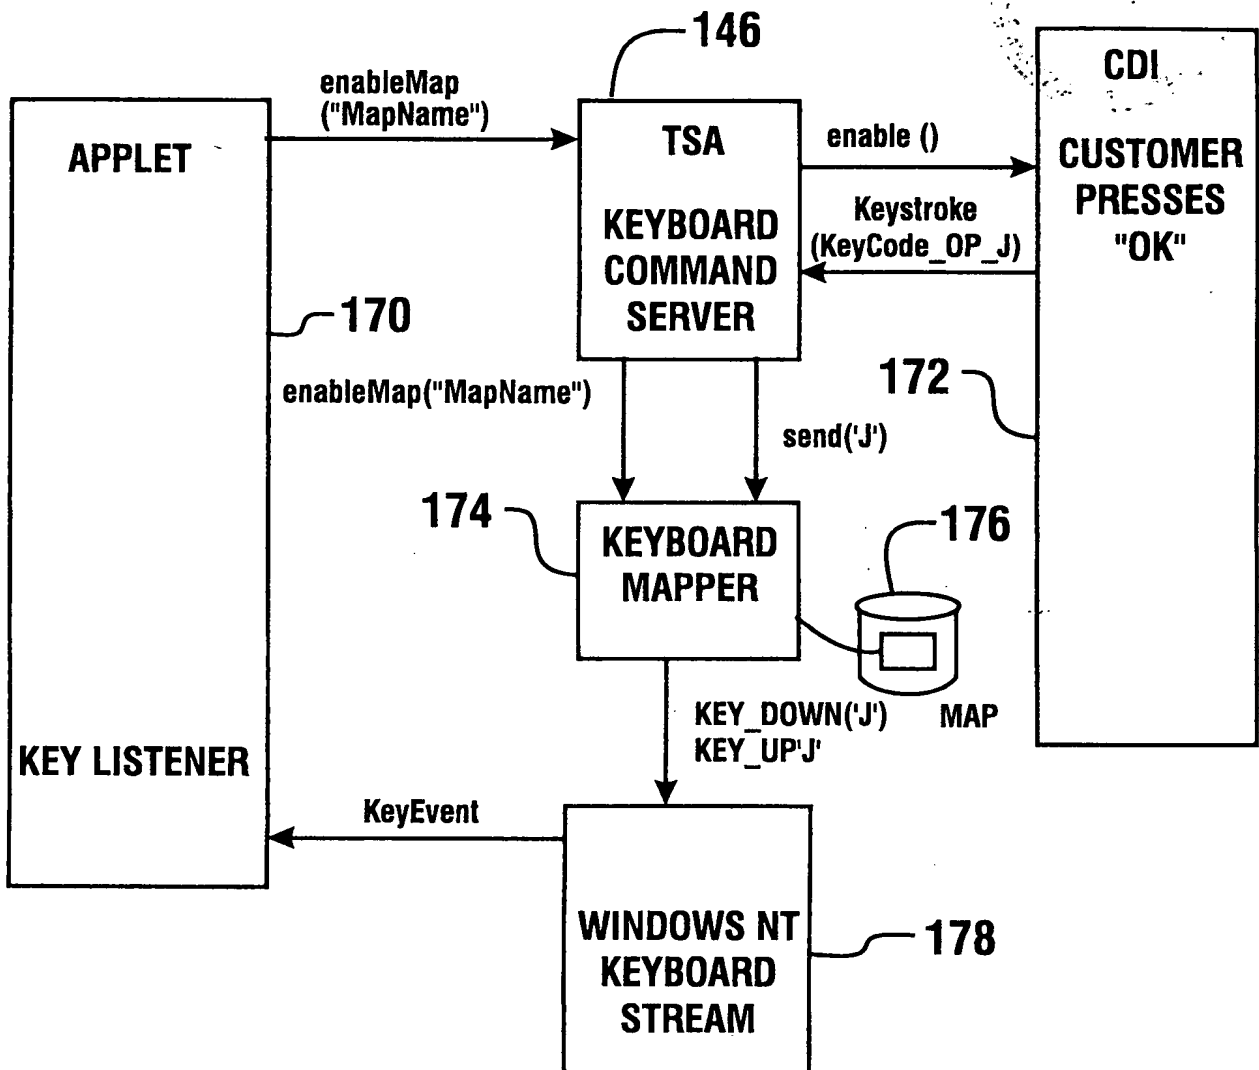 146
enableMap
("MapName")
APPLET
TSA
KEYBOARD
COMMAND
SERVER
enable ()
Keystroke
(KeyCode_OP_J)
CDI
CUSTOMER
PRESSES
"OK"
170
172
enableMap("MapName")
send('J')
174
KEYBOARD
MAPPER
176
MAP
KEY_DOWN('J')
KEY_UP'J'
KEY LISTENER
KeyEvent
WINDOWS NT
KEYBOARD
STREAM
178